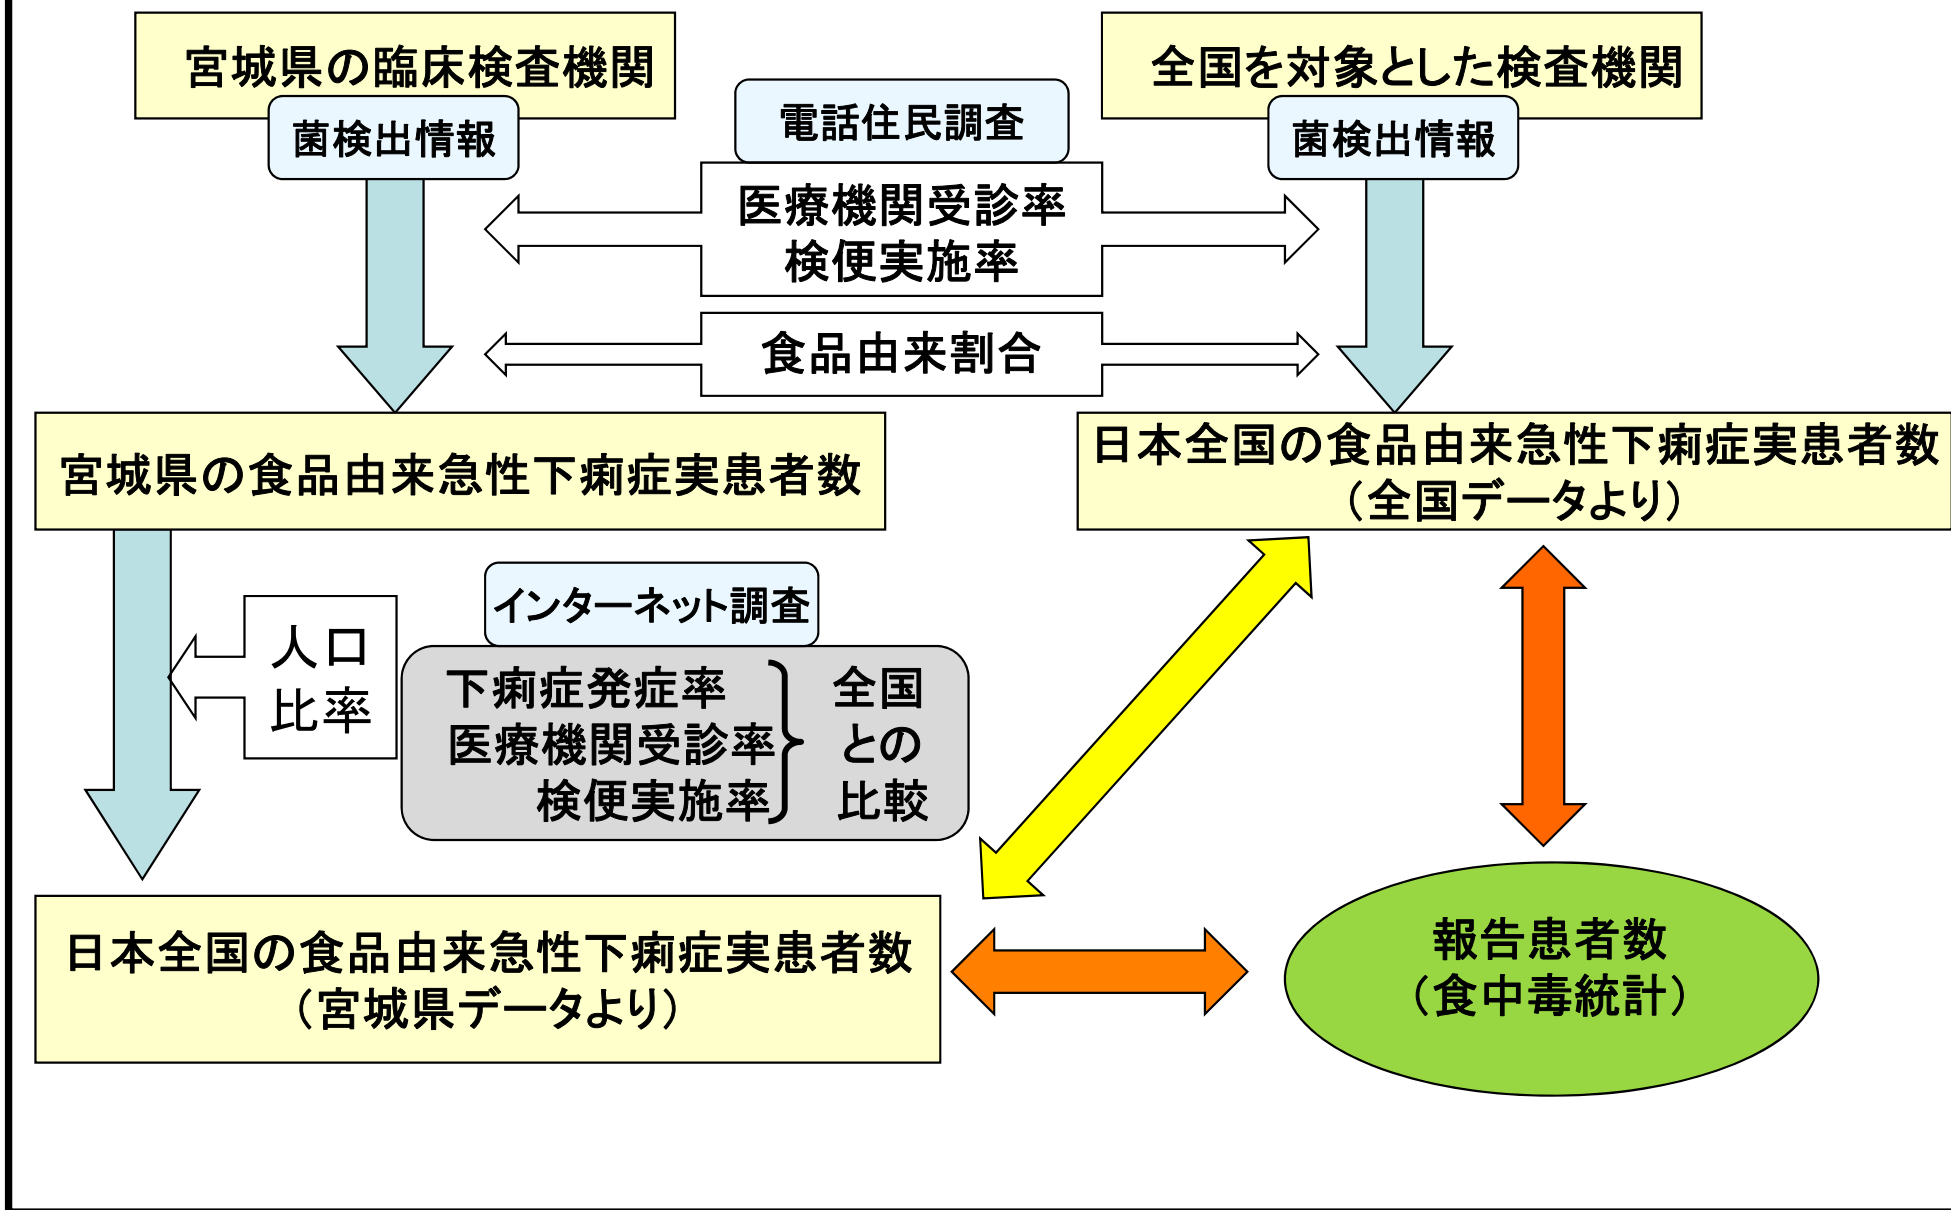 宮城県の臨床検査機関
菌検出情報
全国を対象とした検査機関
菌検出情報
電話住民調査
医療機関受診率
検便実施率
食品由来割合
宮城県の食品由来急性下痢症実患者数
日本全国の食品由来急性下痢症実患者数
（全国データより）
人口
比率
インターネット調査
下痢症発症率
医療機関受診率
検便実施率
全国
との
比較
日本全国の食品由来急性下痢症実患者数
（宮城県データより）
報告患者数
（食中毒統計）